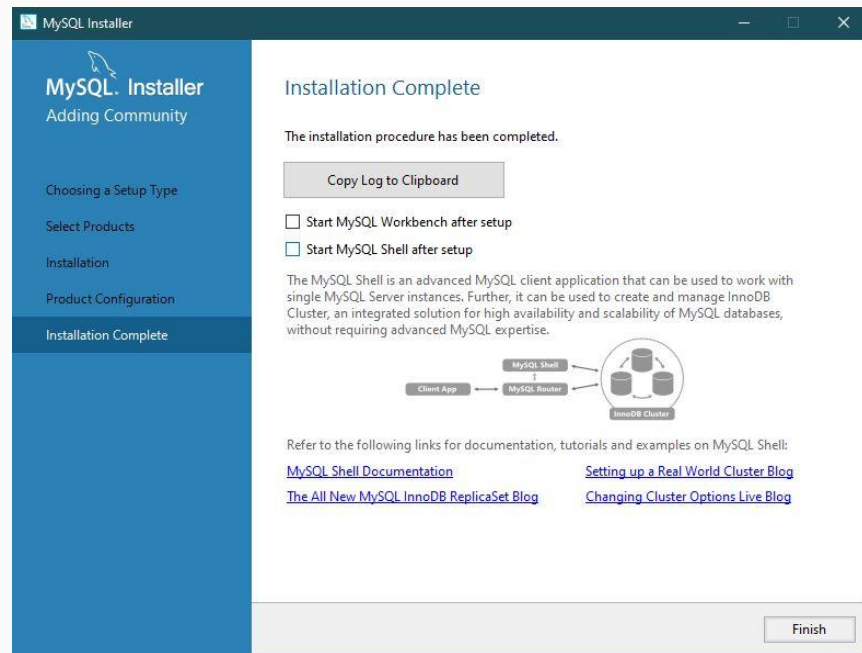 MySQL Installer
MySQL. Installer
Adding Community
Choosing a Setup Type
Select Products
Installation
Product Configuration
Installation Complete
Installation Complete
The installation procedure has been completed.
Copy Log to Clipboard
Start MySQL Workbench after setup
Start MySQL Shell after setup
The MySQL Shell is an advanced MySQL client application that can be used to work with
single MySQL Server instances. Further, it can be used to create and manage InnoDB
Cluster, an integrated solution for high availability and scalability of MySQL databases,
without requiring advanced MySQL expertise.
MySQL Shell
Client App
MySQL Router
InnoDB Cluster
Refer to the following links for documentation, tutorials and examples on MySQL Shell:
MySQL Shell Documentation
Setting up a Real World Cluster Blog
The All New MySQL InnoDB ReplicaSet Blog
Changing Cluster Options Live Blog
Finish